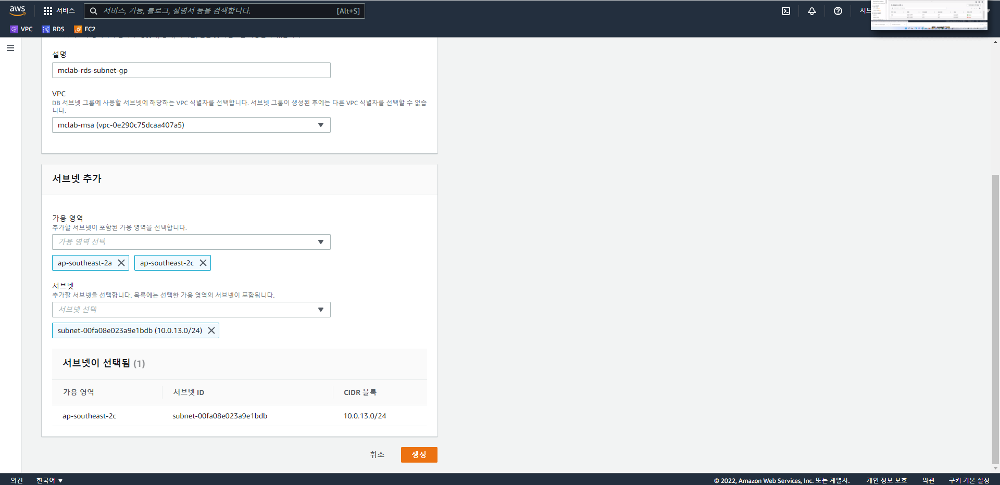 aws
서비스
서비스, 기능, 블로그, 설명서 등을 검색합니다.
[Alt+S]
VPC
RDS
EC2
설명
mclab-rds-subnet-gp
VPC
DB 서브넷 그룹에 사용할 서브넷에 해당하는 VPC 식별자를 선택합니다. 서브넷 그룹이 생성된 후에는 다른 VPC 식별자를 선택할 수 없습
니다.
mclab-msa (vpc-0e290c75dcaa407a5)
서브넷 추가
가용 영역
추가할 서브넷이 포함된 가용 영역을 선택합니다.
가용 영역 선택
ap-southeast-2a
ap-southeast-2c
서브넷
추가할 서브넷을 선택합니다. 목록에는 선택한 가용 영역의 서브넷이 포함됩니다.
서브넷 선택
subnet-00fa08e023a9e1bdb (10.0.13.0/24)
서브넷이 선택됨 (1)
가용 영역
서브넷 ID
CIDR 블록
ap-southeast-2c
subnet-00fa08e023a9e1bdb
10.0.13.0/24
취소
생성
의견
한국어
© 2022, Amazon Web Services, Inc. 또는 계열사.
개인 정보 보호
약관
쿠키 기본 설정